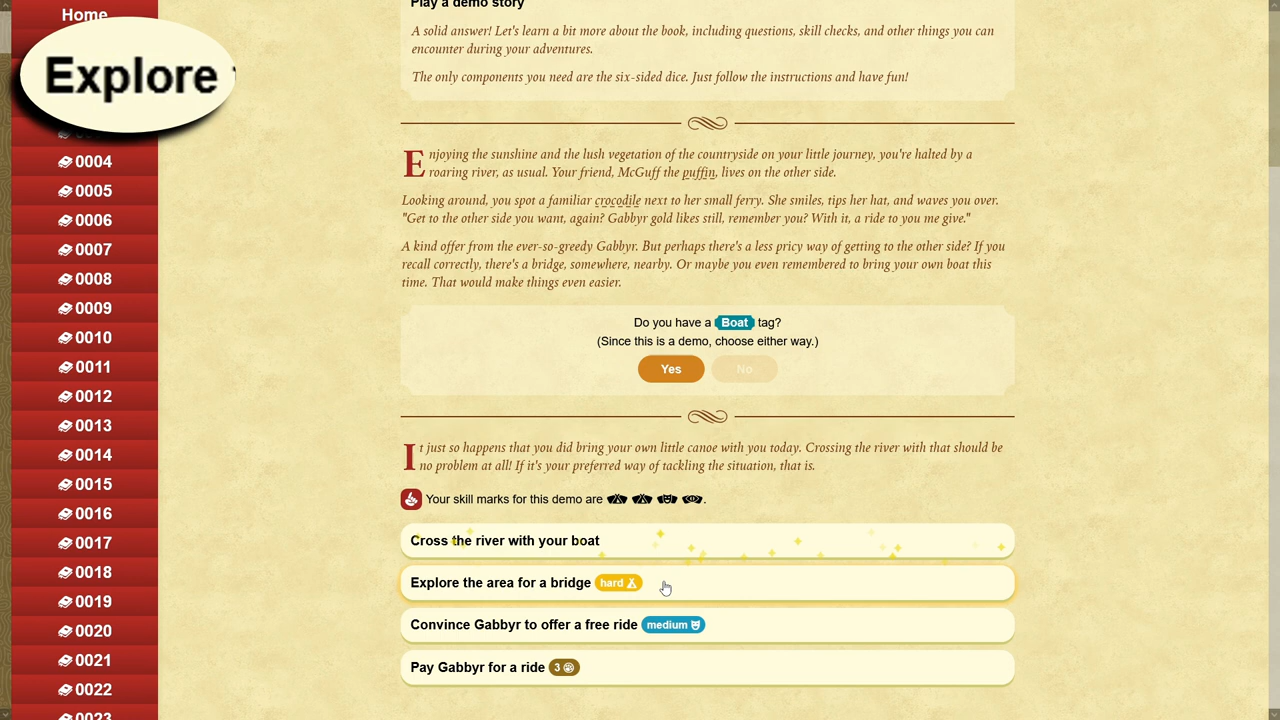 Home
Explore
0004
0005
0006
0007
0008
0009
0010
0011
0012
0013
0014
0015
0016
0017
0018
0019
0020
0021
0022
0023
Play a demo story
A solid answer! Let's learn a bit more about the book, including questions, skill checks, and other things you can
encounter during your adventures.
The only components you need are the six-sided dice. Just follow the instructions and have fun!
Enjoying the sunshine and the lush vegetation of the countryside on your little journey, you're halted by a
roaring river, as usual. Your friend, McGuff the puffin, lives on the other side.
Looking around, you spot a familiar crocodile next to her small ferry. She smiles, tips her hat, and waves you over.
"Get to the other side you want, again? Gabbyr gold likes still, remember you? With it, a ride to you me give."
A kind offer from the ever-so-greedy Gabbyr. But perhaps there's a less pricy way of getting to the other side? If you
recall correctly, there's a bridge, somewhere, nearby. Or maybe you even remembered to bring your own boat this
time. That would make things even easier.
Do you have a Boat tag?
(Since this is a demo, choose either way.)
Yes No
It just so happens that you did bring your own little canoe with you today. Crossing the river with that should be
no problem at all! If it's your preferred way of tackling the situation, that is.
Your skill marks for this demo are .
Cross the river with your boat
Explore the area for a bridge hard
Convince Gabbyr to offer a free ride medium
Pay Gabbyr for a ride 3